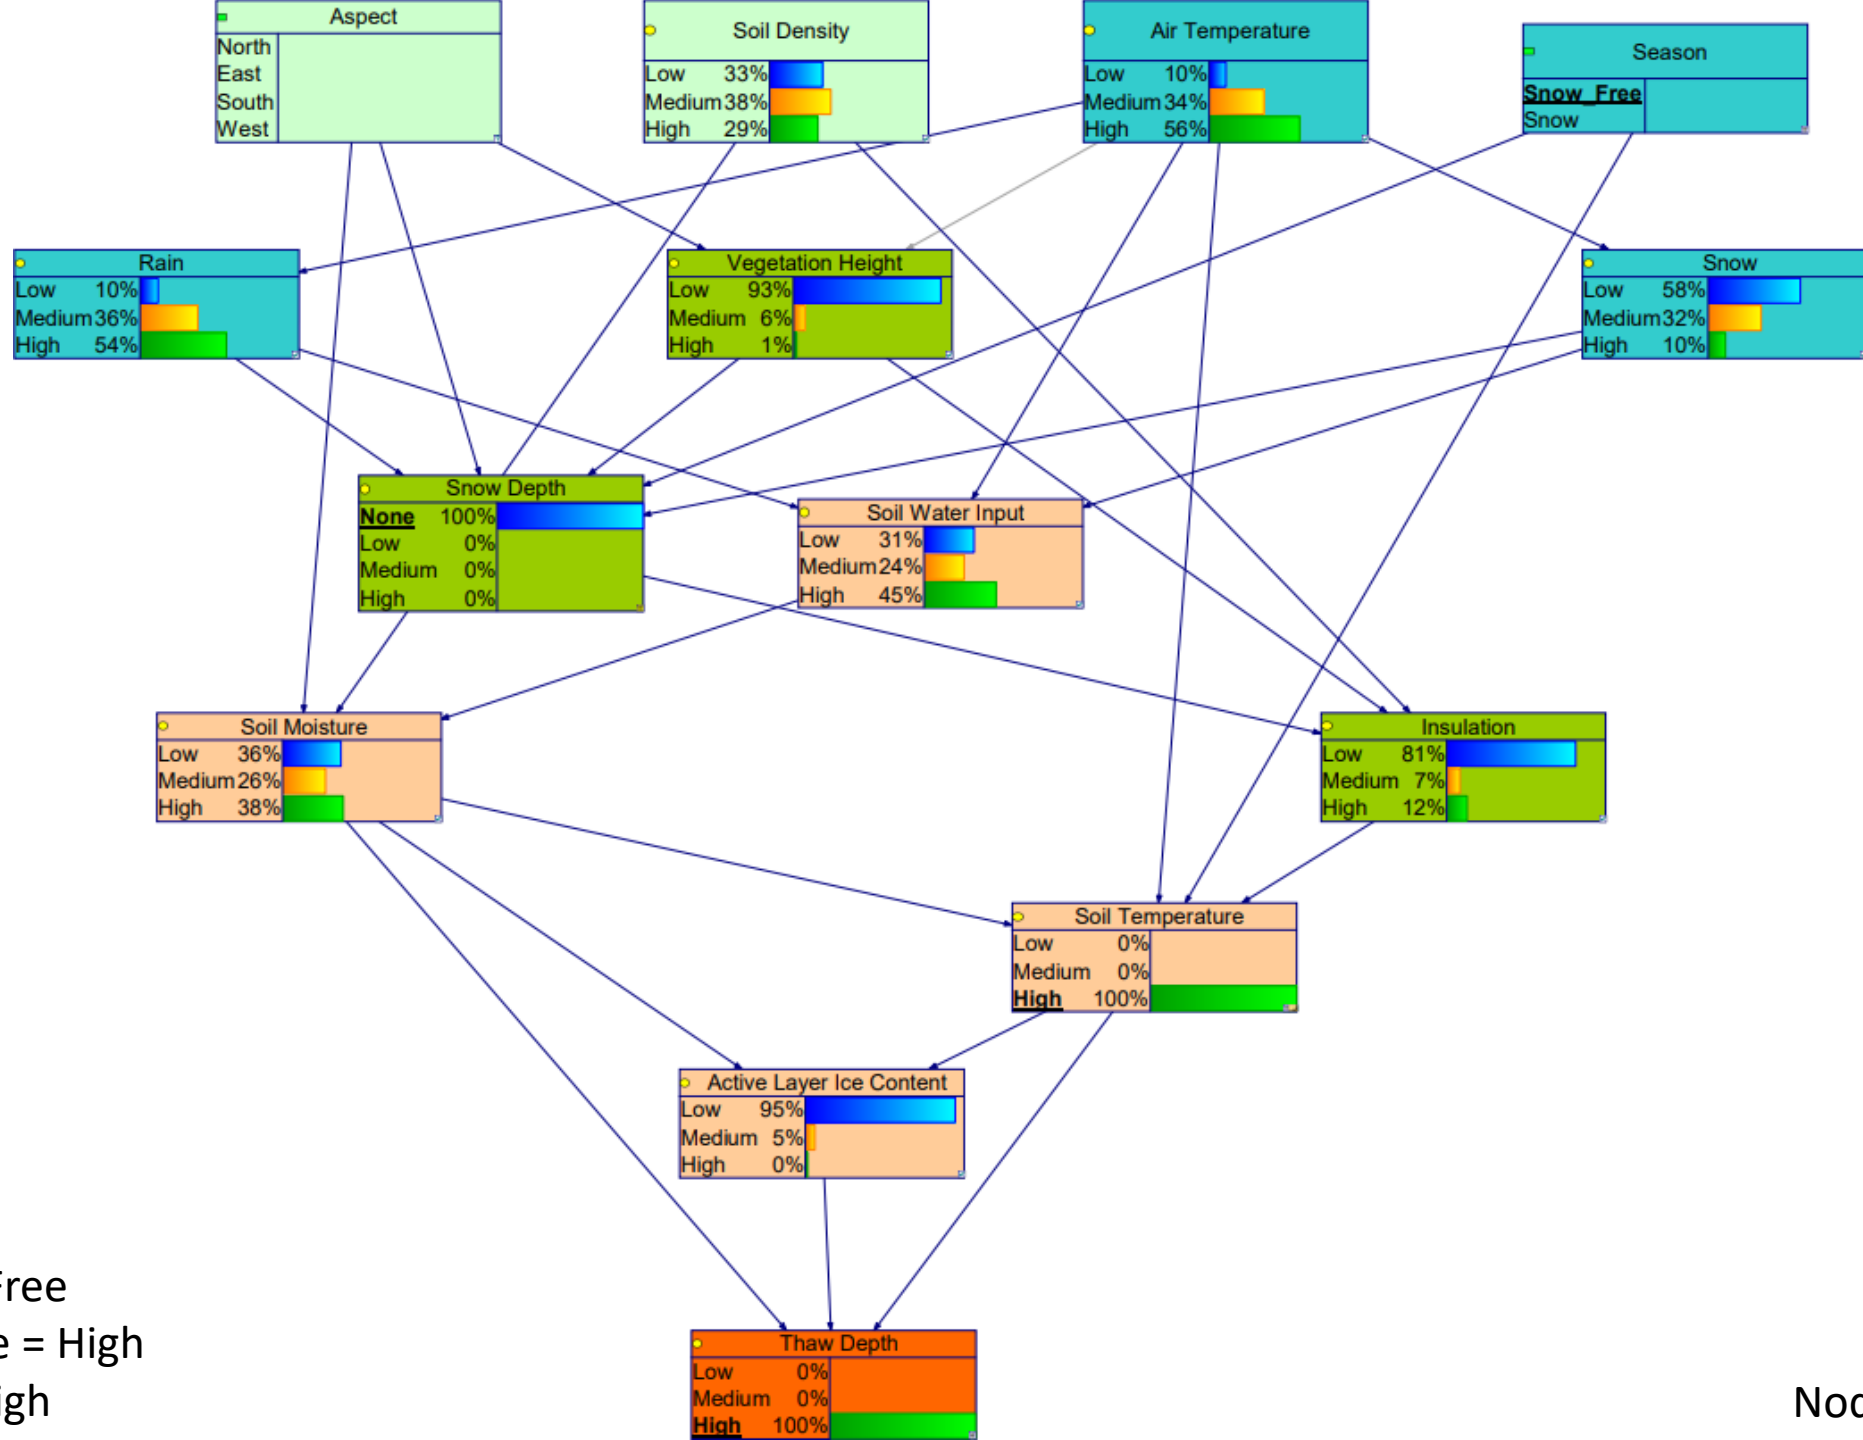 Aspect
North
East
South
West
Soil Density
Low 33%
Medium 38%
High 29%
Air Temperature
Low 10%
Medium 34%
High 56%
Season
Snow_Free
Snow
Rain
Low 10%
Medium 36%
High 54%
Vegetation Height
Low 93%
Medium 6%
High 1%
Snow
Low 58%
Medium 32%
High 10%
Snow Depth
None 100%
Low 0%
Medium 0%
High 0%
Soil Water Input
Low 31%
Medium 24%
High 45%
Soil Moisture
Low 36%
Medium 26%
High 38%
Insulation
Low 81%
Medium 7%
High 12%
Soil Temperature
Low 0%
Medium 0%
High 100%
Active Layer Ice Content
Low 95%
Medium 5%
High 0%
Thaw Depth
Low 0%
Medium 0%
High 100%
Free
e = High
igh
Noc